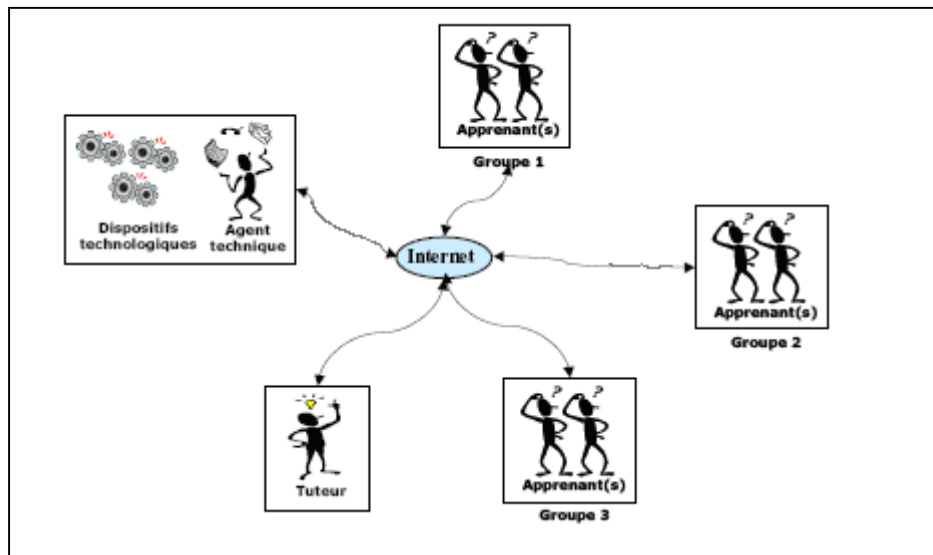 ?
?
Apprenant(s)
Groupe 1
Dispositifs
technologiques
Agent
technique
Internet
?
?
Apprenant(s)
Groupe 2
Tuteur
?
?
Apprenant(s)
Groupe 3